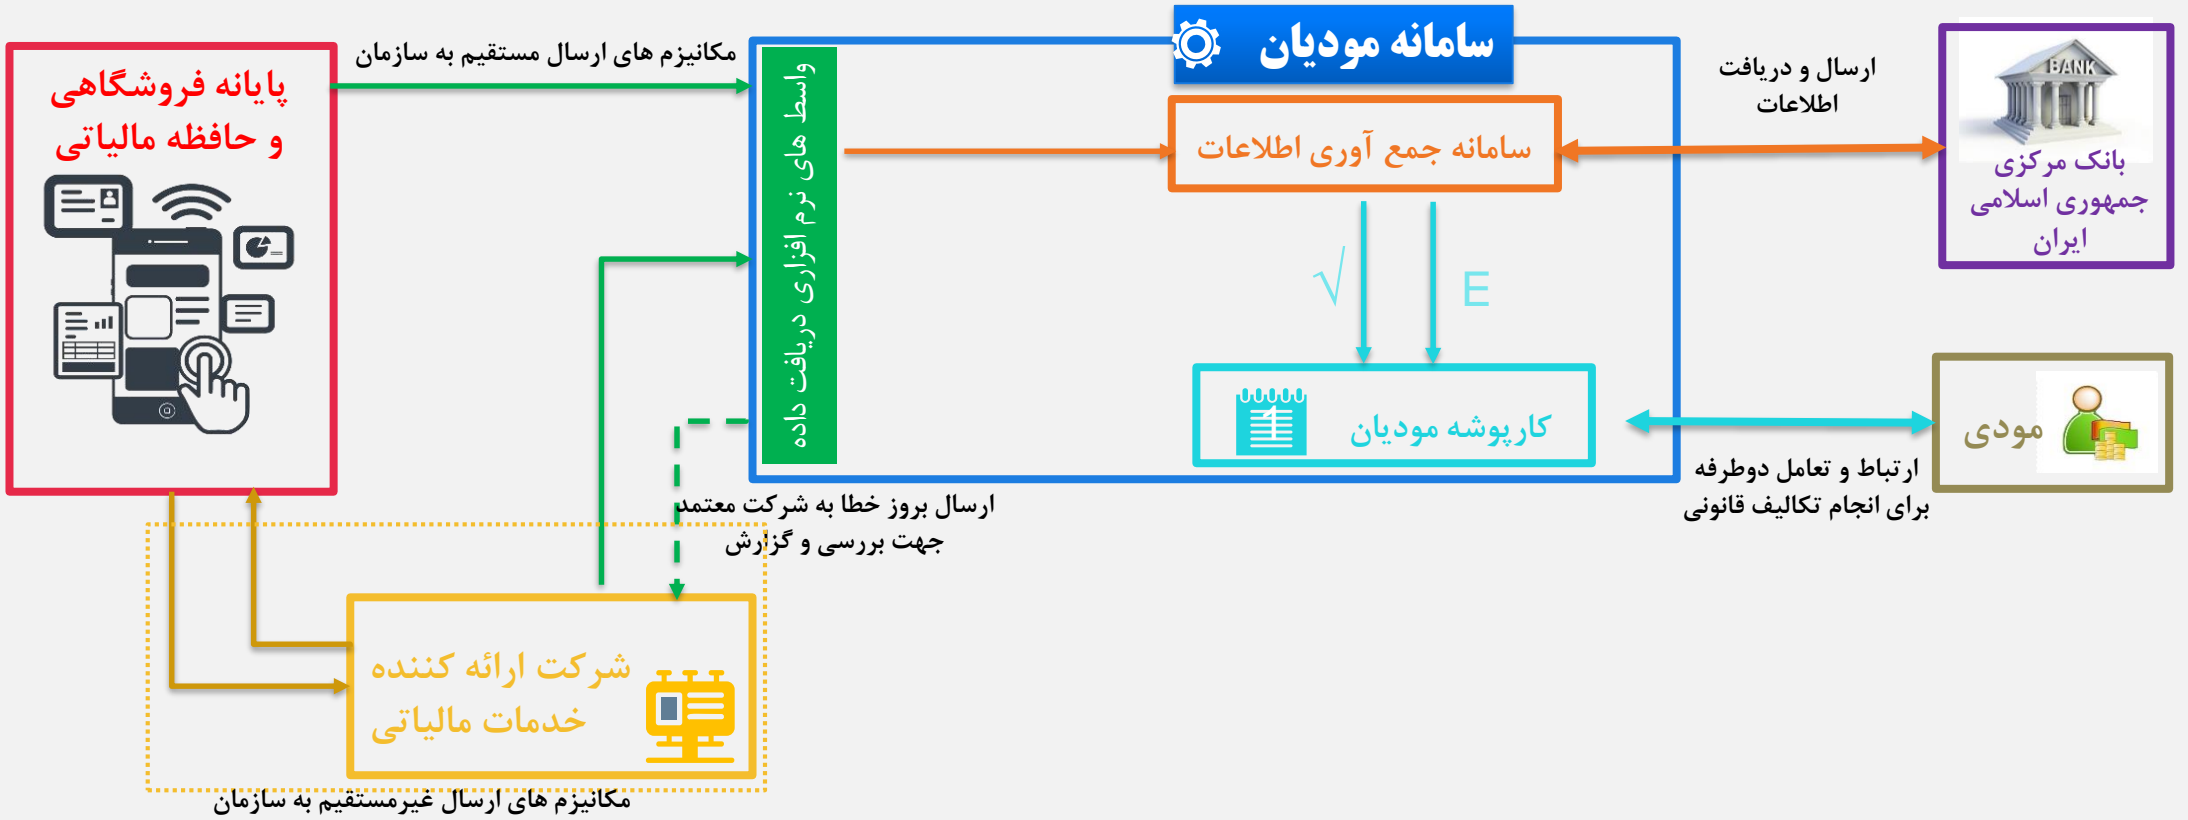 سامانه مودیان
مکانیزم های ارسال مستقیم به سازمان
پایانه فروشگاهی
و حافظه مالیاتی
واسط های نرم افزاری دریافت داده
سامانه جمع آوری اطلاعات
ارسال و دریافت
اطلاعات
BANK
بانک مرکزی
جمهوری اسلامی
ایران
√
E
1
کارپوشه مودیان
مودی
ارتباط و تعامل دوطرفه
برای انجام تکالیف قانونی
ارسال بروز خطا به شرکت معتمد
جهت بررسی و گزارش
شرکت ارائه کننده
خدمات مالیاتی
مکانیزم های ارسال غیرمستقیم به سازمان